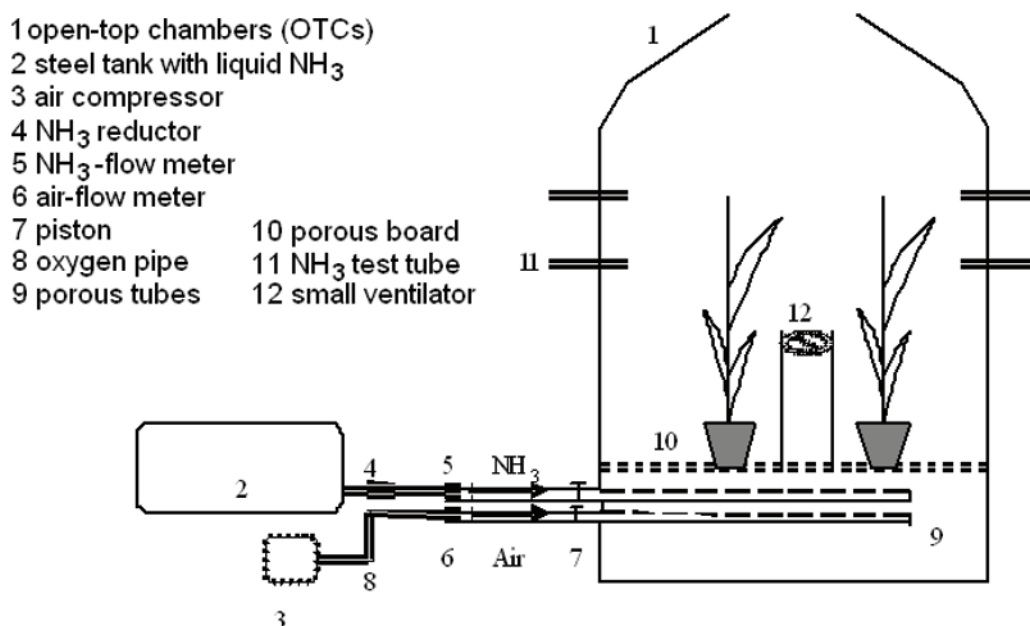 1 open-top chambers (OTCs)
2 steel tank with liquid NH3
3 air compressor
4 NH3 reductor
5 NH3-flow meter
6 air-flow meter
7 piston
8 oxygen pipe
9 porous tubes
10 porous board
11 NH3 test tube
12 small ventilator
1
11
12
10
2
4
5
NH3
9
3
8
6
Air
7